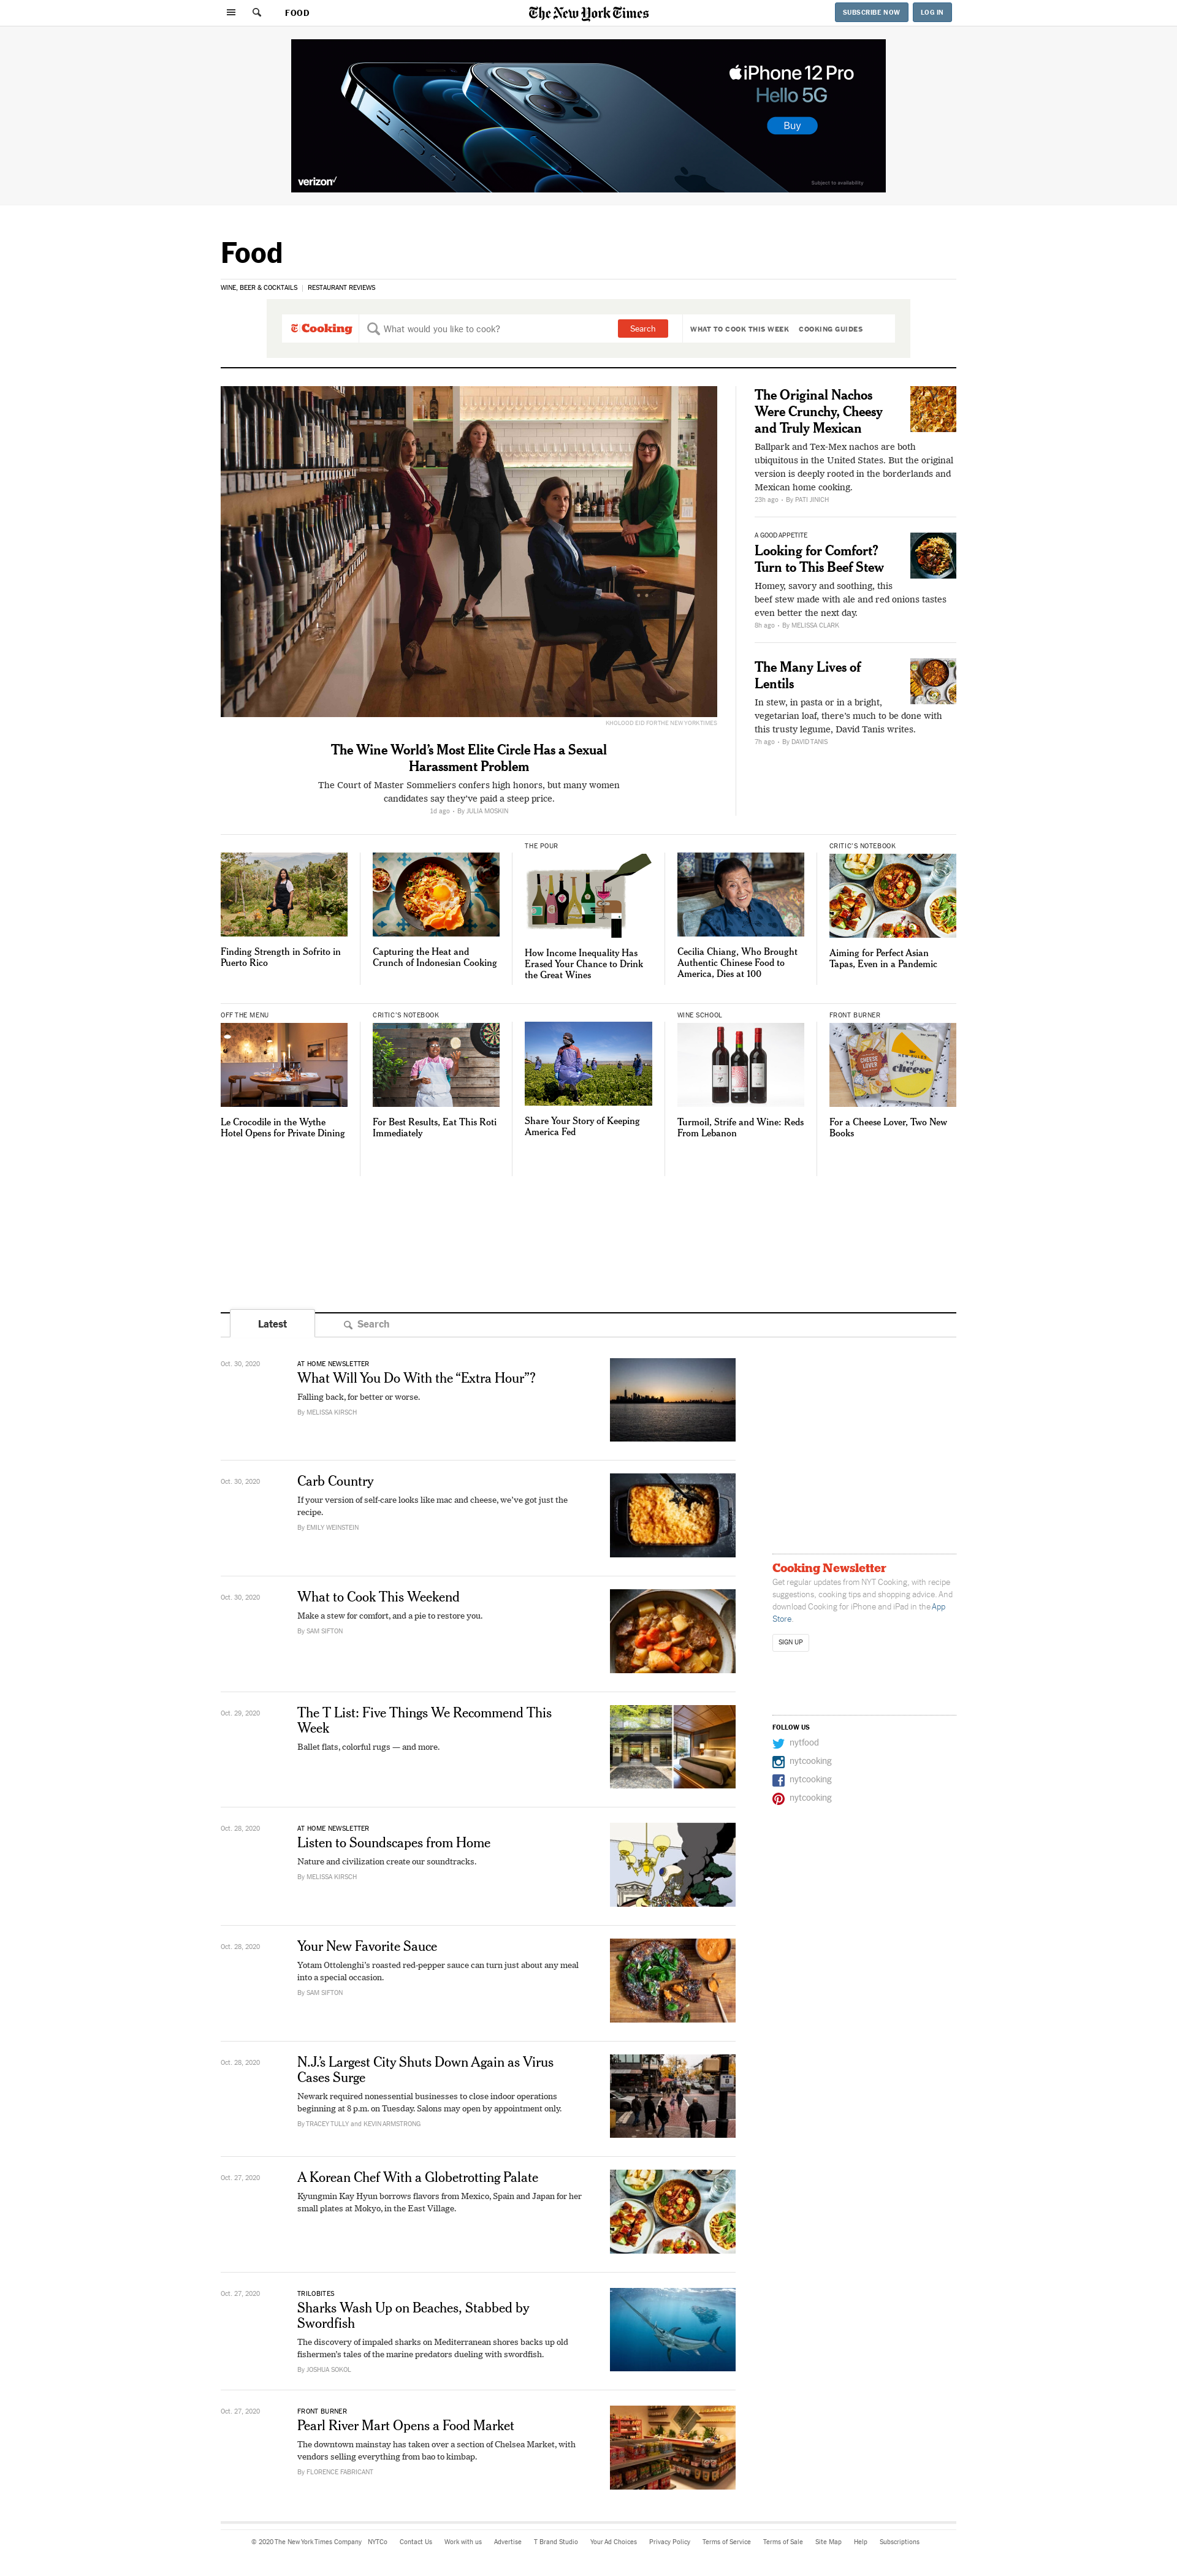 FOOD
The New York Times
SUBSCRIBE NOW
LOG IN
iPhone 12 Pro
Hello 5G
Buy
verizon✓
Subject to availability.
Food
WINE, BEER & COCKTAILS
RESTAURANT REVIEWS
Cooking
What would you like to cook?
Search
WHAT TO COOK THIS WEEK
COOKING GUIDES
KHOLOOD EID FOR THE NEW YORK TIMES
The Wine World's Most Elite Circle Has a Sexual
Harassment Problem
The Court of Master Sommeliers confers high honors, but many women
candidates say they've paid a steep price.
1d ago • By JULIA MOSKIN
The Original Nachos
Were Crunchy, Cheesy
and Truly Mexican
Ballpark and Tex-Mex nachos are both
ubiquitous in the United States. But the original
version is deeply rooted in the borderlands and
Mexican home cooking.
23h ago • By PATI JINICH
A GOOD APPETITE
Looking for Comfort?
Turn to This Beef Stew
Homey, savory and soothing, this
beef stew made with ale and red onions tastes
even better the next day.
8h ago • By MELISSA CLARK
The Many Lives of
Lentils
In stew, in pasta or in a bright,
vegetarian loaf, there's much to be done with
this trusty legume, David Tanis writes.
7h ago • By DAVID TANIS
Finding Strength in Sofrito in
Puerto Rico
Capturing the Heat and
Crunch of Indonesian Cooking
THE POUR
How Income Inequality Has
Erased Your Chance to Drink
the Great Wines
Cecilia Chiang, Who Brought
Authentic Chinese Food to
America, Dies at 100
CRITIC'S NOTEBOOK
Aiming for Perfect Asian
Tapas, Even in a Pandemic
OFF THE MENU
Le Crocodile in the Wythe
Hotel Opens for Private Dining
CRITIC'S NOTEBOOK
For Best Results, Eat This Roti
Immediately
Share Your Story of Keeping
America Fed
WINE SCHOOL
Turmoil, Strife and Wine: Reds
From Lebanon
FRONT BURNER
CHEESE LOVER
cheese
For a Cheese Lover, Two New
Books
Latest
Search
Oct. 30, 2020
AT HOME NEWSLETTER
What Will You Do With the “Extra Hour”?
Falling back, for better or worse.
By MELISSA KIRSCH
Oct. 30, 2020
Carb Country
If your version of self-care looks like mac and cheese, we've got just the
recipe.
By EMILY WEINSTEIN
Oct. 30, 2020
What to Cook This Weekend
Make a stew for comfort, and a pie to restore you.
By SAM SIFTON
Oct. 29, 2020
The T List: Five Things We Recommend This
Week
Ballet flats, colorful rugs — and more.
Oct. 28, 2020
AT HOME NEWSLETTER
Listen to Soundscapes from Home
Nature and civilization create our soundtracks.
By MELISSA KIRSCH
Oct. 28, 2020
Your New Favorite Sauce
Yotam Ottolenghi's roasted red-pepper sauce can turn just about any meal
into a special occasion.
By SAM SIFTON
Oct. 28, 2020
N.J.'s Largest City Shuts Down Again as Virus
Cases Surge
Newark required nonessential businesses to close indoor operations
beginning at 8 p.m. on Tuesday. Salons may open by appointment only.
By TRACEY TULLY and KEVIN ARMSTRONG
Oct. 27, 2020
A Korean Chef With a Globetrotting Palate
Kyungmin Kay Hyun borrows flavors from Mexico, Spain and Japan for her
small plates at Mokyo, in the East Village.
Oct. 27, 2020
TRILOBITES
Sharks Wash Up on Beaches, Stabbed by
Swordfish
The discovery of impaled sharks on Mediterranean shores backs up old
fishermen's tales of the marine predators dueling with swordfish.
By JOSHUA SOKOL
Oct. 27, 2020
FRONT BURNER
Pearl River Mart Opens a Food Market
The downtown mainstay has taken over a section of Chelsea Market, with
vendors selling everything from bao to kimbap.
By FLORENCE FABRICANT
Cooking Newsletter
Get regular updates from NYT Cooking, with recipe
suggestions, cooking tips and shopping advice. And
download Cooking for iPhone and iPad in the App
Store.
SIGN UP
FOLLOW US
nytfood
nytcooking
nytcooking
nytcooking
© 2020 The New York Times Company NYTCo Contact Us Work with us Advertise T Brand Studio Your Ad Choices Privacy Policy Terms of Service Terms of Sale Site Map Help Subscriptions